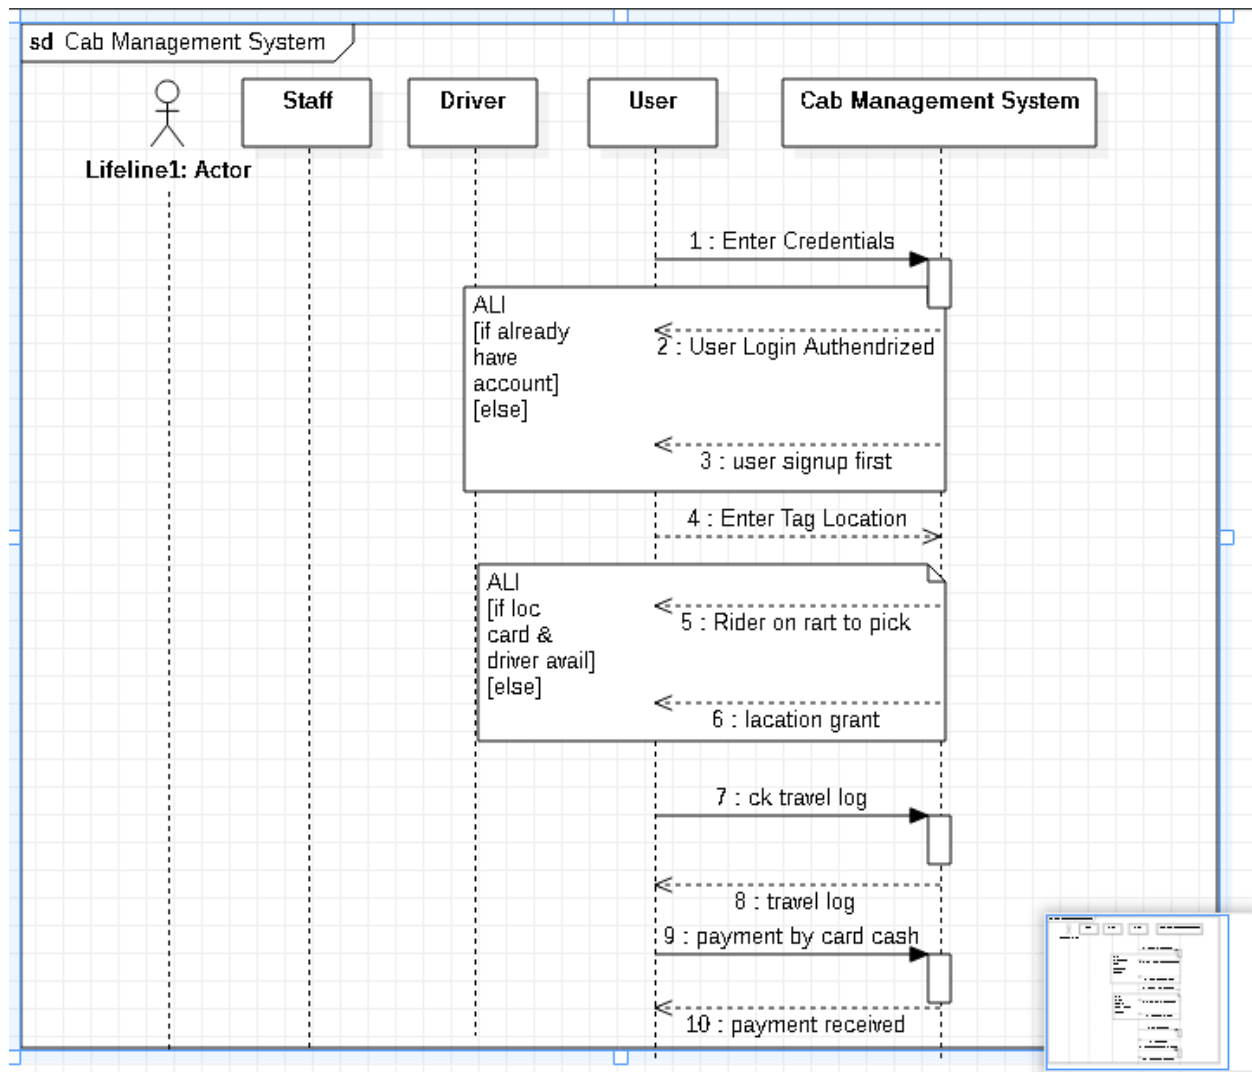 sd Cab Management System
Staff
Driver
User
Cab Management System
Lifeline1: Actor
1 : Enter Credentials
ALI
[if already
have
account]
[else]
2 : User Login Authendrized
3 : user signup first
4 : Enter Tag Location
ALI
[if loc
card &
driver avail]
[else]
5 : Rider on rart to pick
6 : lacation grant
7 : ck travel log
8 : travel log
9 : payment by card cash
10 : payment received